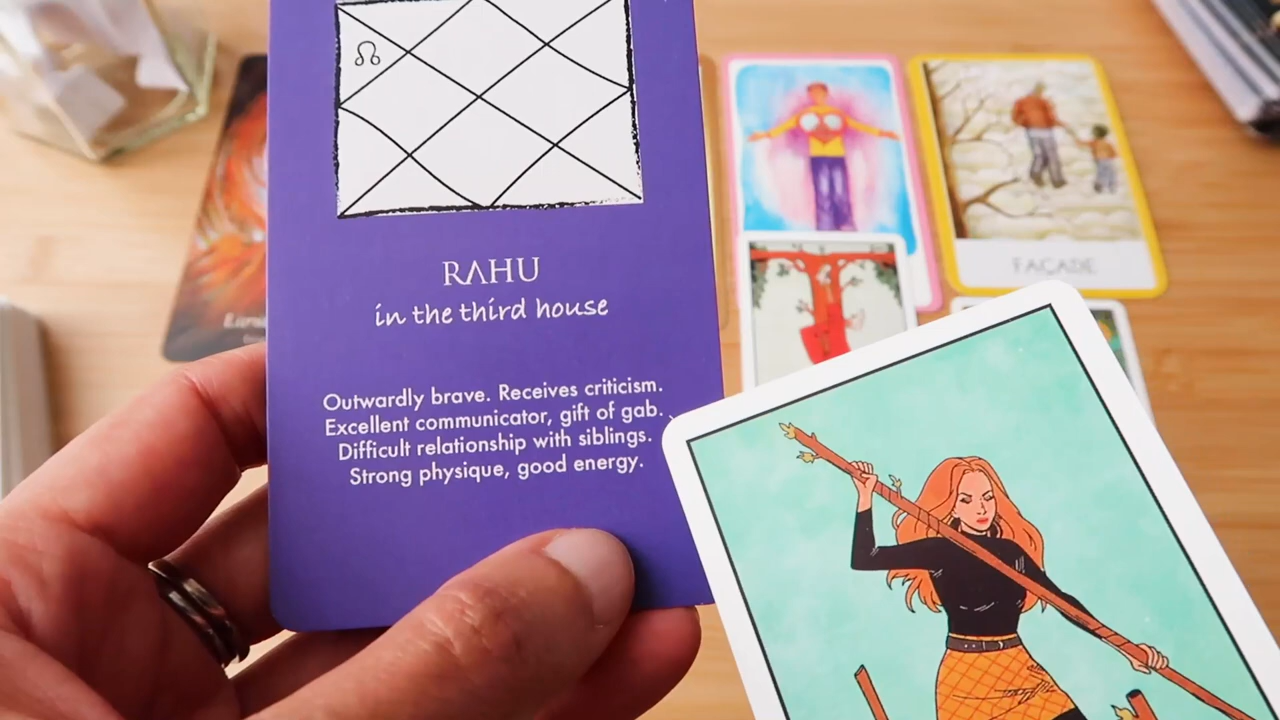 RɅHU
in the third house
Outwardly brave. Receives criticism.
Excellent communicator, gift of gab.
Difficult relationship with siblings.
Strong physique, good energy.
FAÇADE